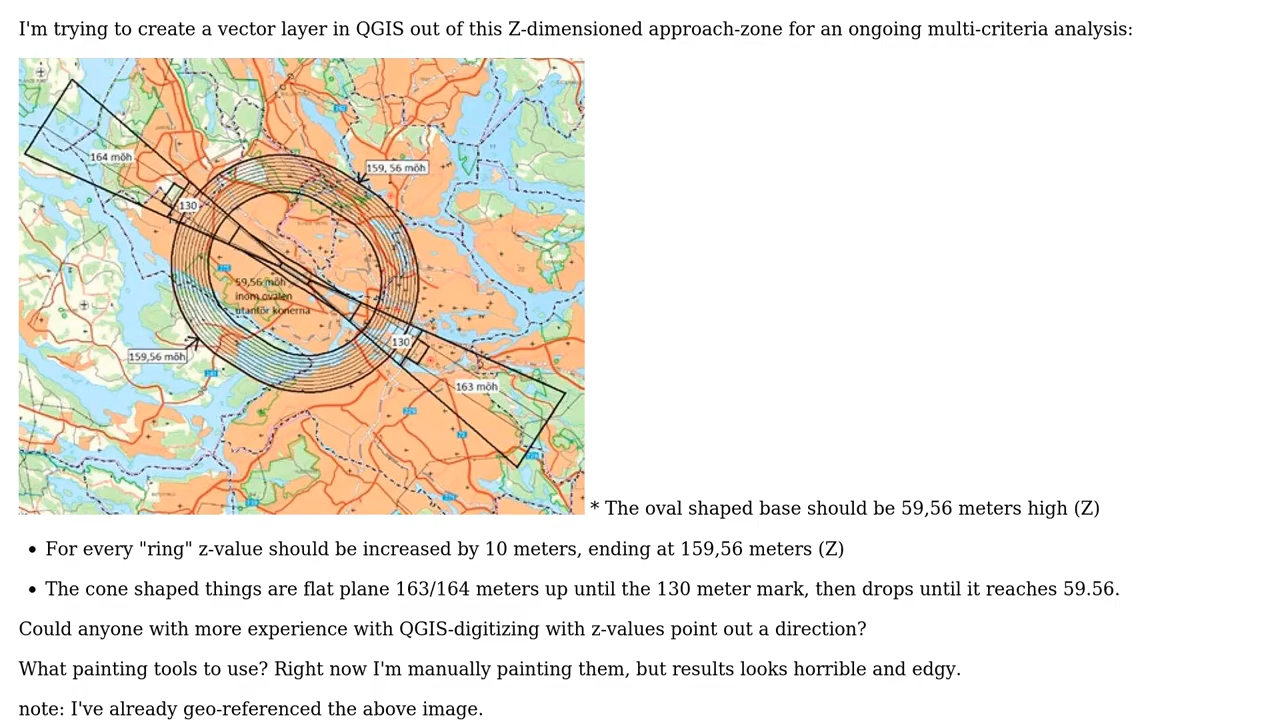 I'm trying to create a vector layer in QGIS out of this Z-dimensioned approach-zone for an ongoing multi-criteria analysis:
164 möh
159, 56 möh
130
59,56 möh
inom ovalen
utanför konerna
130
159,56 möh
163 möh
* The oval shaped base should be 59,56 meters high (Z)
• For every "ring" z-value should be increased by 10 meters, ending at 159,56 meters (Z)
• The cone shaped things are flat plane 163/164 meters up until the 130 meter mark, then drops until it reaches 59.56.
Could anyone with more experience with QGIS-digitizing with z-values point out a direction?
What painting tools to use? Right now I'm manually painting them, but results looks horrible and edgy.
note: I've already geo-referenced the above image.